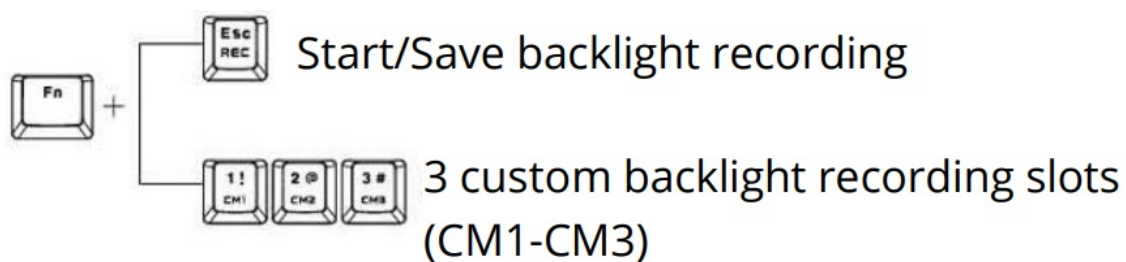 Esc
REC
Start/Save backlight recording
Fn
+
1 !
CM1
2 @
CM2
3 #
CM3
3 custom backlight recording slots
(CM1-CM3)